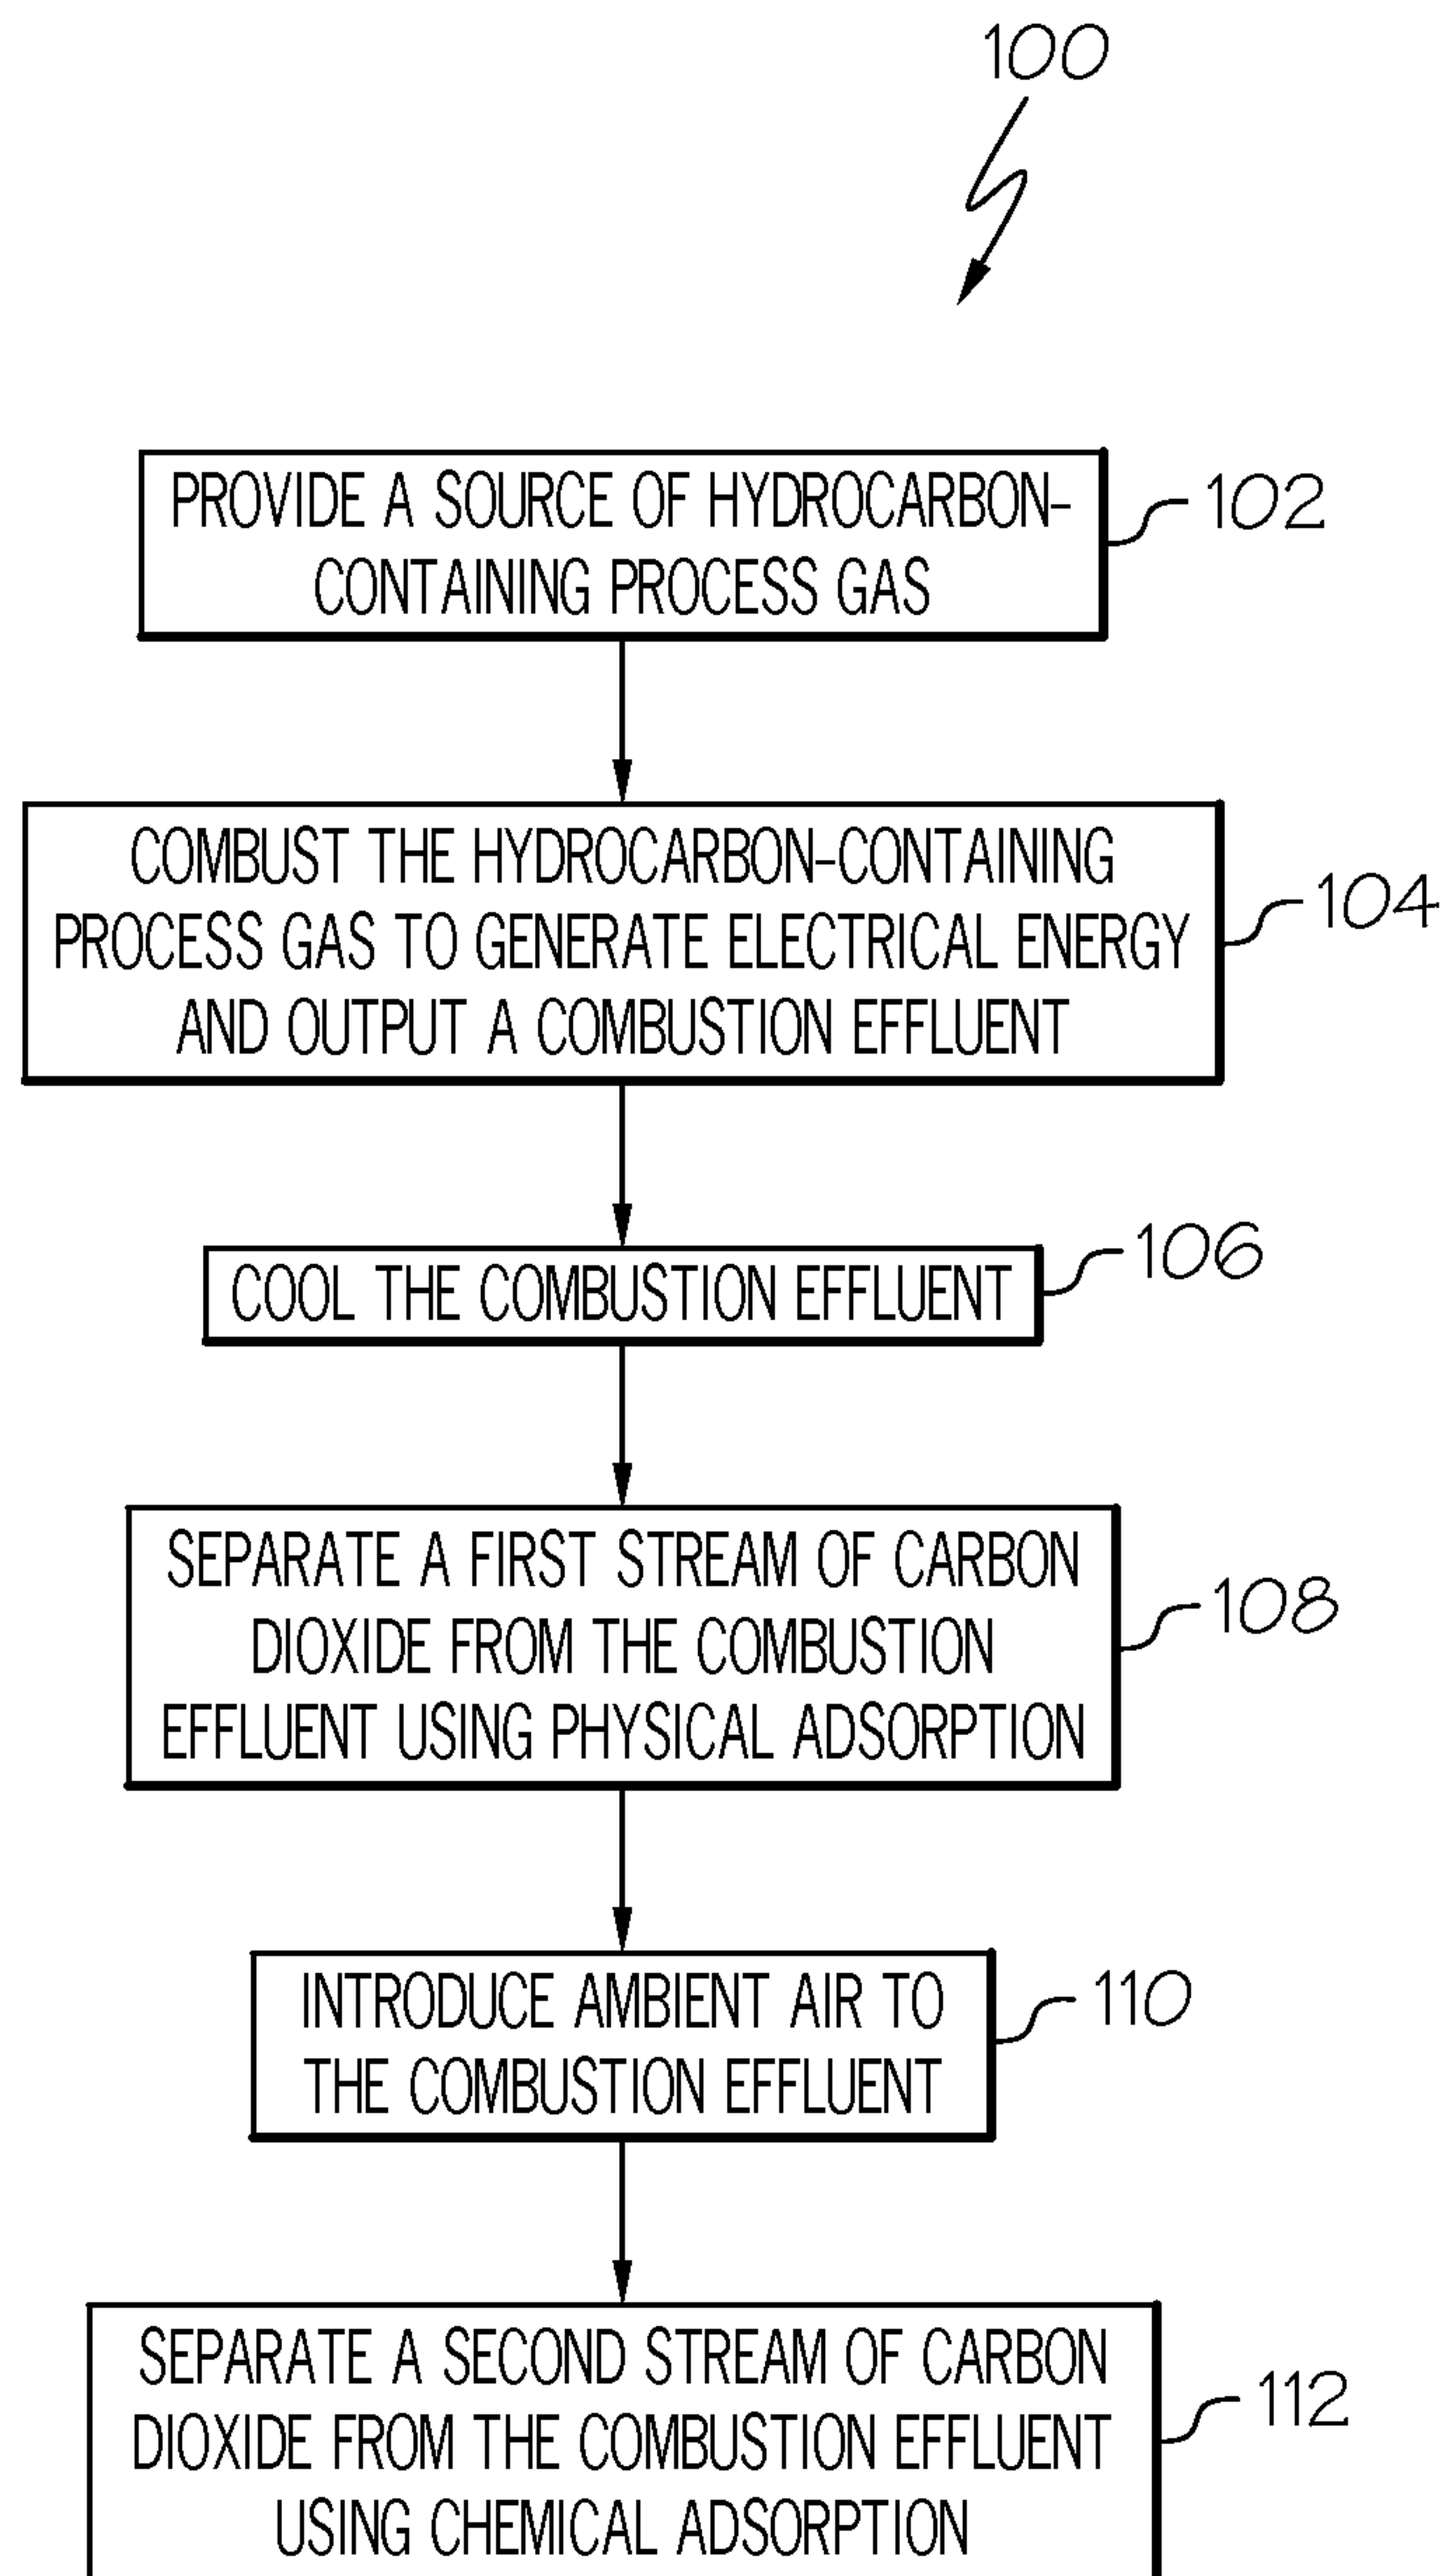 100
PROVIDE A SOURCE OF HYDROCARBON-
CONTAINING PROCESS GAS
102
COMBUST THE HYDROCARBON-CONTAINING
PROCESS GAS TO GENERATE ELECTRICAL ENERGY
AND OUTPUT A COMBUSTION EFFLUENT
104
COOL THE COMBUSTION EFFLUENT
106
SEPARATE A FIRST STREAM OF CARBON
DIOXIDE FROM THE COMBUSTION
EFFLUENT USING PHYSICAL ADSORPTION
108
INTRODUCE AMBIENT AIR TO
THE COMBUSTION EFFLUENT
110
SEPARATE A SECOND STREAM OF CARBON
DIOXIDE FROM THE COMBUSTION EFFLUENT
USING CHEMICAL ADSORPTION
112